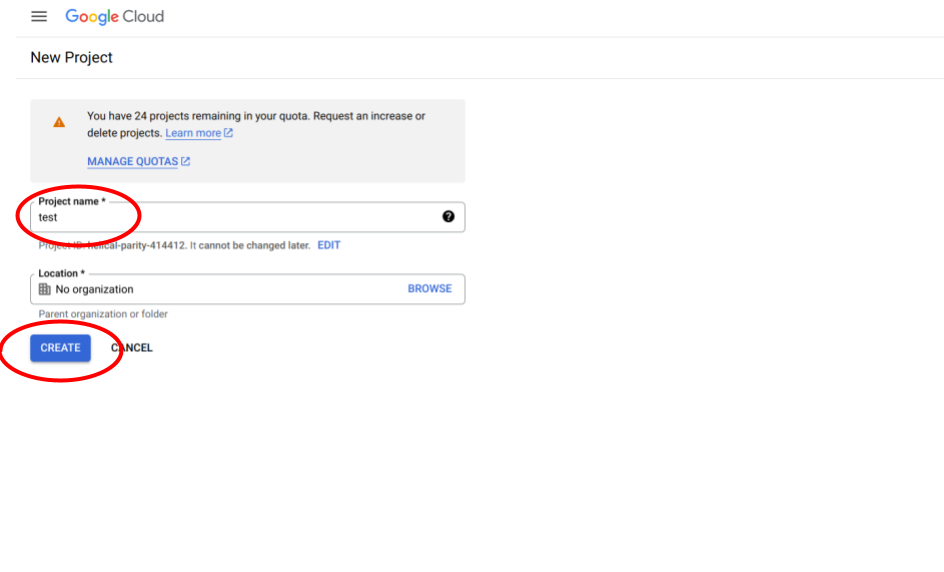 Google Cloud
New Project
You have 24 projects remaining in your quota. Request an increase or
delete projects. Learn more
MANAGE QUOTAS
Project name *
test
Project ID: helical-parity-414412. It cannot be changed later. EDIT
Location *
No organization BROWSE
Parent organization or folder
CREATE CANCEL